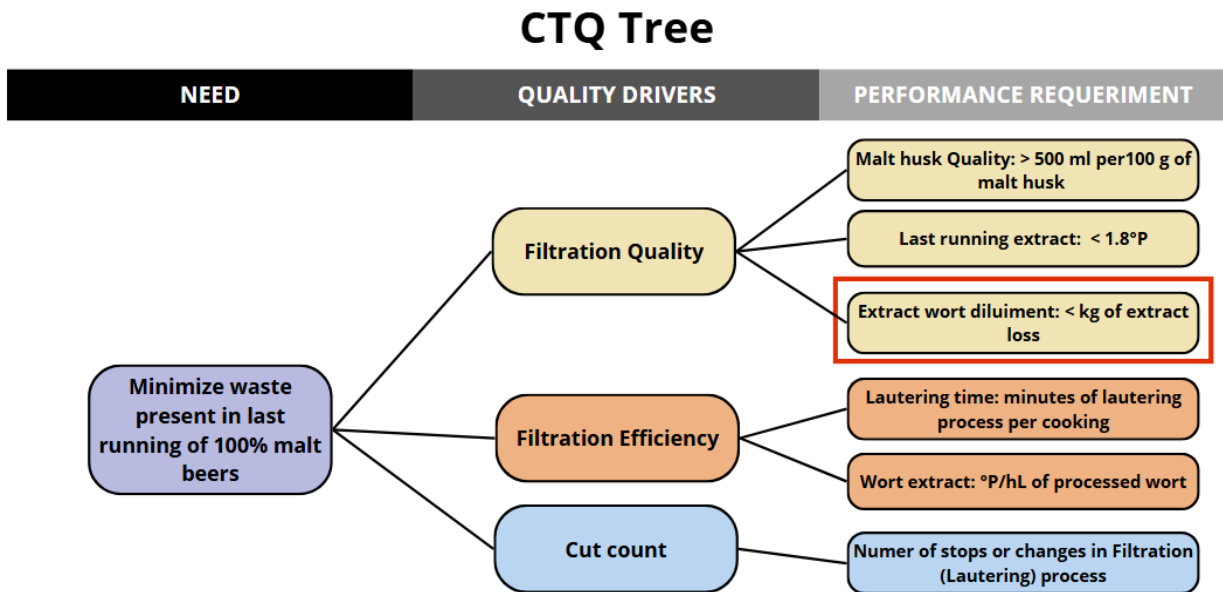 CTQ Tree
NEED
QUALITY DRIVERS
PERFORMANCE REQUERIMENT
Minimize waste
present in last
running of 100% malt
beers
Filtration Quality
Malt husk Quality: > 500 ml per100 g of
malt husk
Last running extract:  < 1.8°P
Extract wort diluiment: < kg of extract
loss
Filtration Efficiency
Lautering time: minutes of lautering
process per cooking
Wort extract: °P/hL of processed wort
Cut count
Numer of stops or changes in Filtration
(Lautering) process